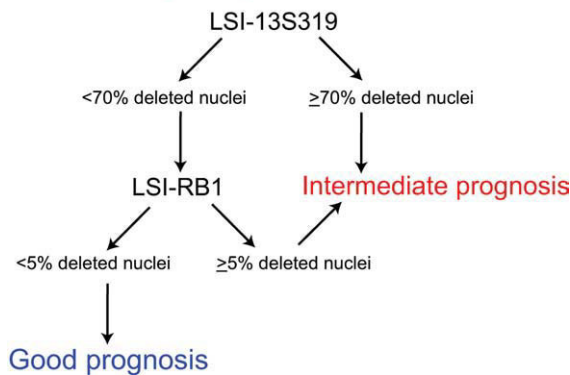 LSI-13S319
<70% deleted nuclei
≥70% deleted nuclei
LSI-RB1
Intermediate prognosis
<5% deleted nuclei
≥5% deleted nuclei
Good prognosis